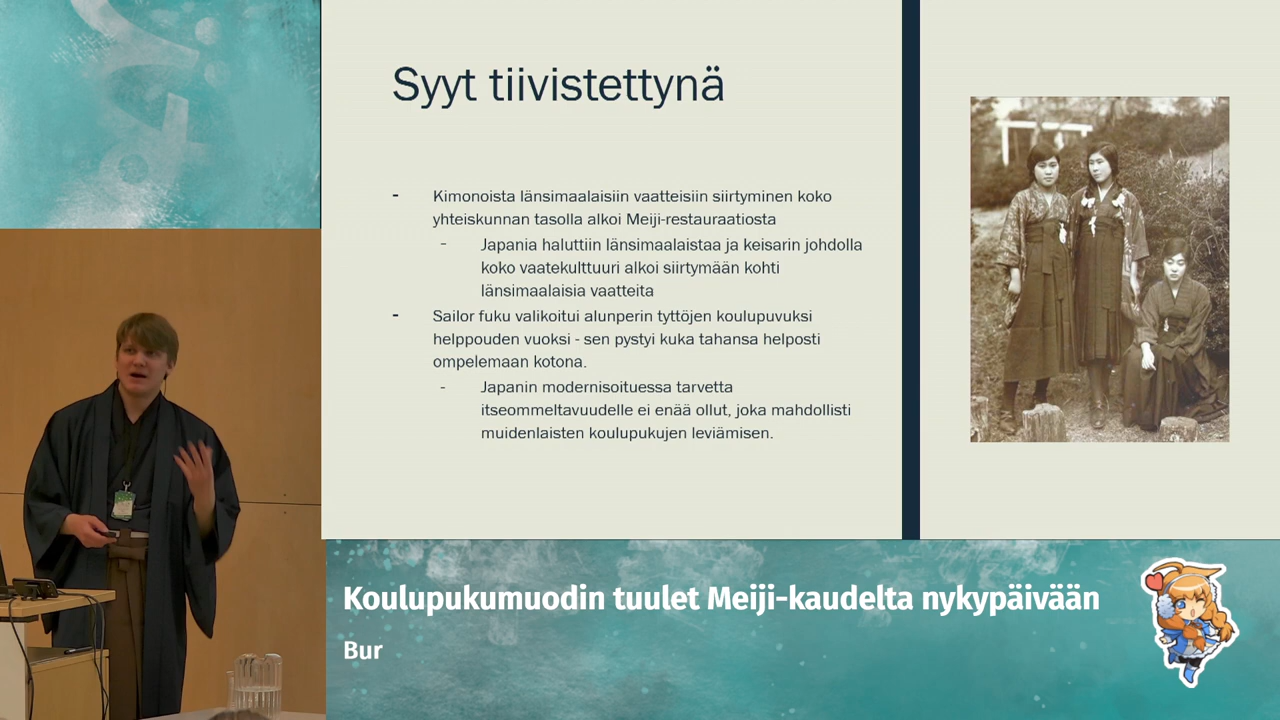 Syyt tiivistettynä
- Kimonoista länsimaalaisiin vaatteisiin siirtyminen koko
yhteiskunnan tasolla alkoi Meiji-restauraatiosta
- Japania haluttiin länsimaalaistaa ja keisarin johdolla
koko vaatekulttuuri alkoi siirtymään kohti
länsimaalaisia vaatteita
- Sailor fuku valikoitui alunperin tyttöjen koulupuvuksi
helppouden vuoksi - sen pystyi kuka tahansa helposti
ompelemaan kotona.
- Japanin modernisoituessa tarvetta
itseommeltavuudelle ei enää ollut, joka mahdollisti
muidenlaisten koulupukujen leviämisen.
Koulupukumuodin tuulet Meiji-kaudelta nykypäivään
Bur